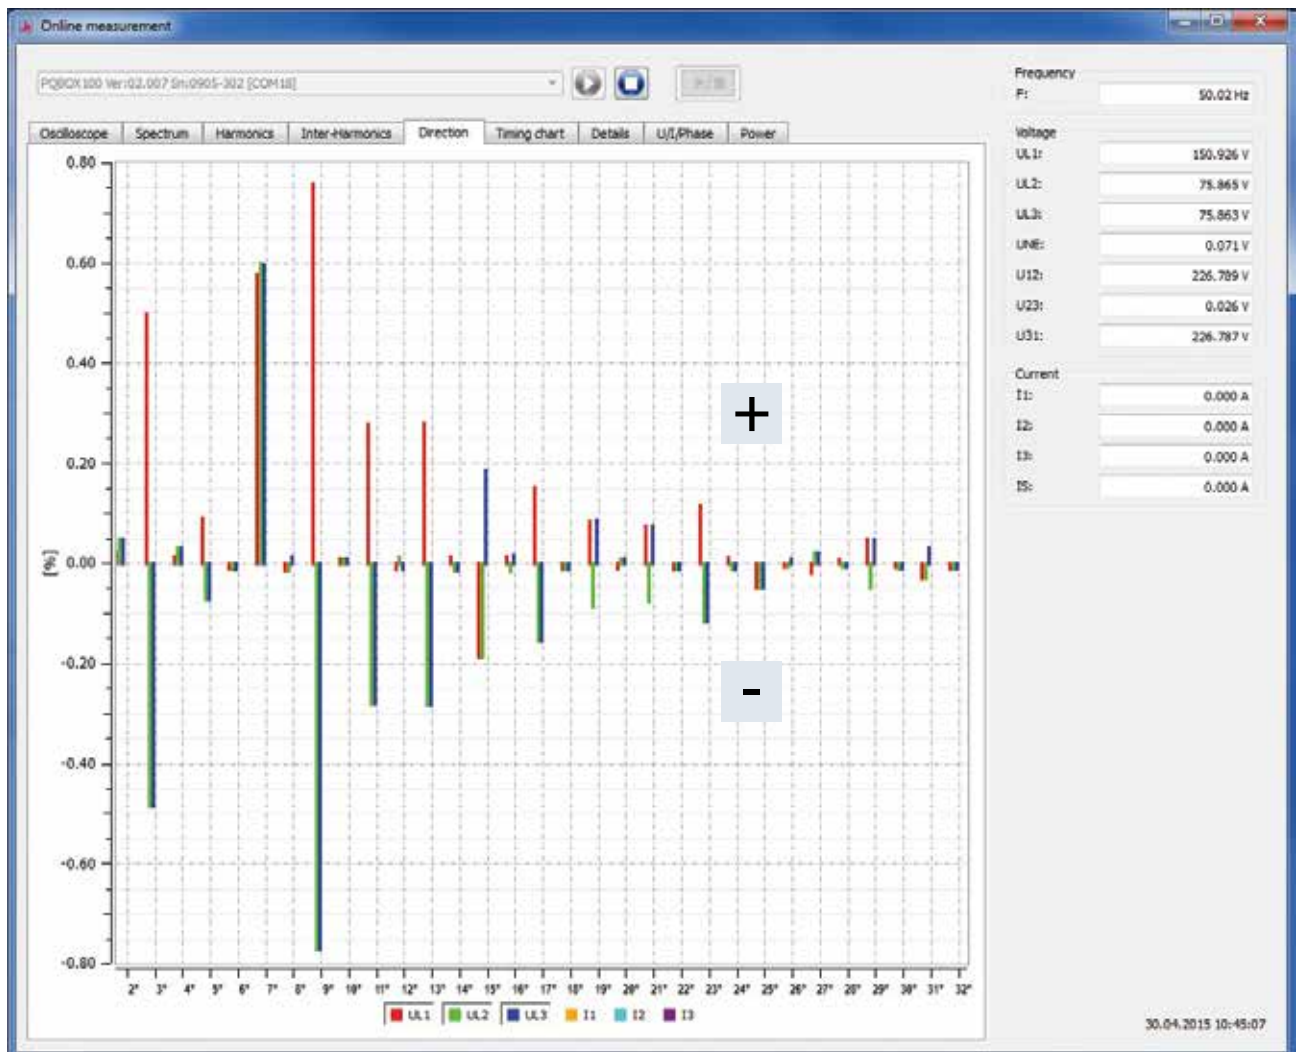 Online measurement
PQBOX100 Ver:02.007 Sn:0905-302 [COM18]
Oscilloscope Spectrum Harmonics Inter-Harmonics Direction Timing chart Details U/I/Phase Power
0.80
0.60
0.40
0.20
0.00
-0.20
-0.40
-0.60
-0.80
[%]
+
-
2° 3° 4° 5° 6° 7° 8° 9° 10° 11° 12° 13° 14° 15° 16° 17° 18° 19° 20° 21° 22° 23° 24° 25° 26° 27° 28° 29° 30° 31° 32°
UL1 UL2 UL3 I1 I2 I3
Frequency
F: 50.02 Hz
Voltage
UL1: 150.926 V
UL2: 75.865 V
UL3: 75.863 V
UNE: 0.071 V
U12: 226.789 V
U23: 0.026 V
U31: 226.787 V
Current
I1: 0.000 A
I2: 0.000 A
I3: 0.000 A
IS: 0.000 A
30.04.2015 10:45:07